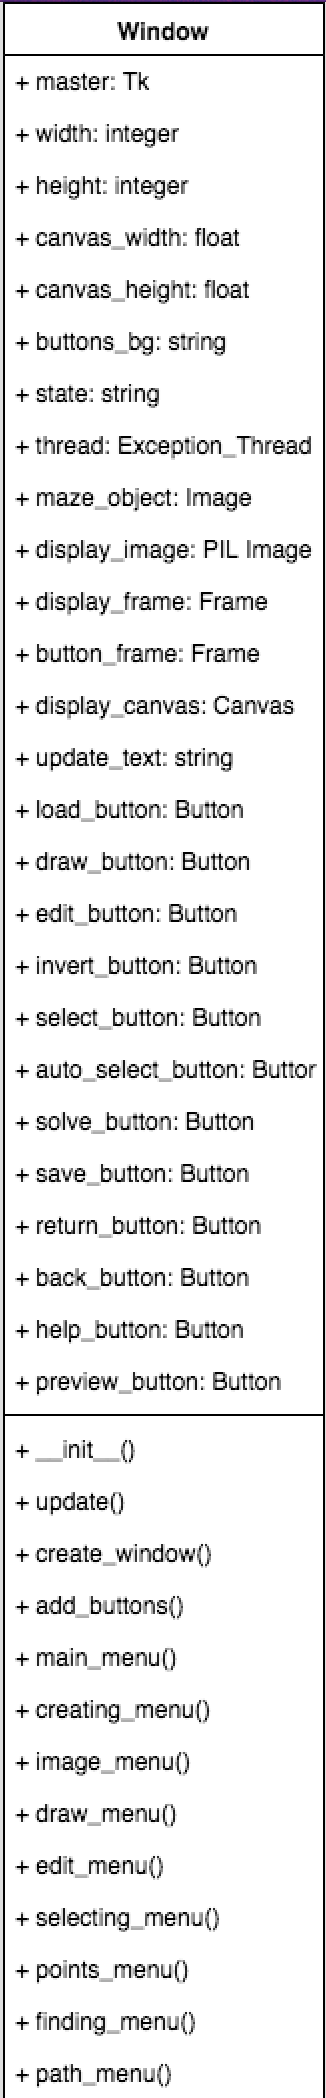 Window
+ master: Tk
+ width: integer
+ height: integer
+ canvas_width: float
+ canvas_height: float
+ buttons_bg: string
+ state: string
+ thread: Exception_Thread
+ maze_object: Image
+ display_image: PIL Image
+ display_frame: Frame
+ button_frame: Frame
+ display_canvas: Canvas
+ update_text: string
+ load_button: Button
+ draw_button: Button
+ edit_button: Button
+ invert_button: Button
+ select_button: Button
+ auto_select_button: Buttor
+ solve_button: Button
+ save_button: Button
+ return_button: Button
+ back_button: Button
+ help_button: Button
+ preview_button: Button
+ __init__()
+ update()
+ create_window()
+ add_buttons()
+ main_menu()
+ creating_menu()
+ image_menu()
+ draw_menu()
+ edit_menu()
+ selecting_menu()
+ points_menu()
+ finding_menu()
+ path_menu()